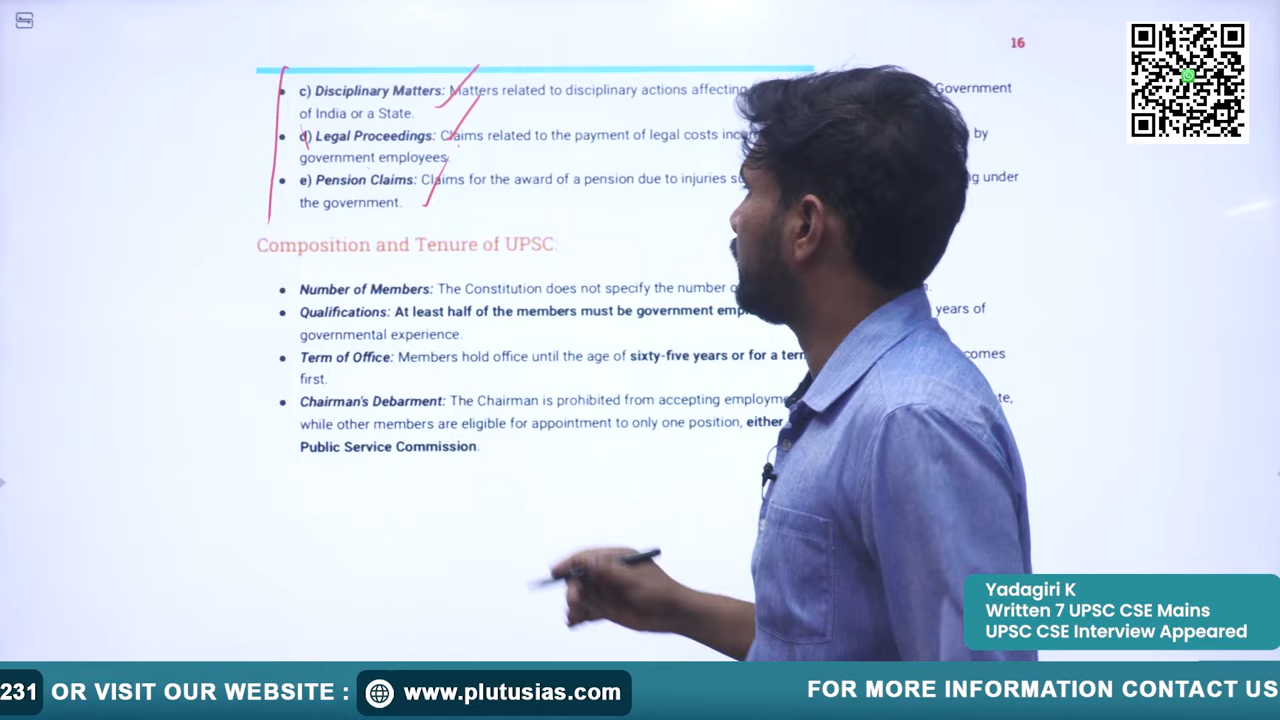 16
c) Disciplinary Matters: Matters related to disciplinary actions affecting Government
of India or a State.
d) Legal Proceedings: Claims related to the payment of legal costs by
government employees.
e) Pension Claims: Claims for the award of a pension due to injuries under
the government.
Composition and Tenure of UPSC:
Number of Members: The Constitution does not specify the number
Qualifications: At least half of the members must be government years of
governmental experience.
Term of Office: Members hold office until the age of sixty-five years or for a comes
first.
Chairman's Debarment: The Chairman is prohibited from accepting
while other members are eligible for appointment to only one position, either
Public Service Commission.
Yadagiri K
Written 7 UPSC CSE Mains
UPSC CSE Interview Appeared
231 OR VISIT OUR WEBSITE : www.plutusias.com FOR MORE INFORMATION CONTACT US